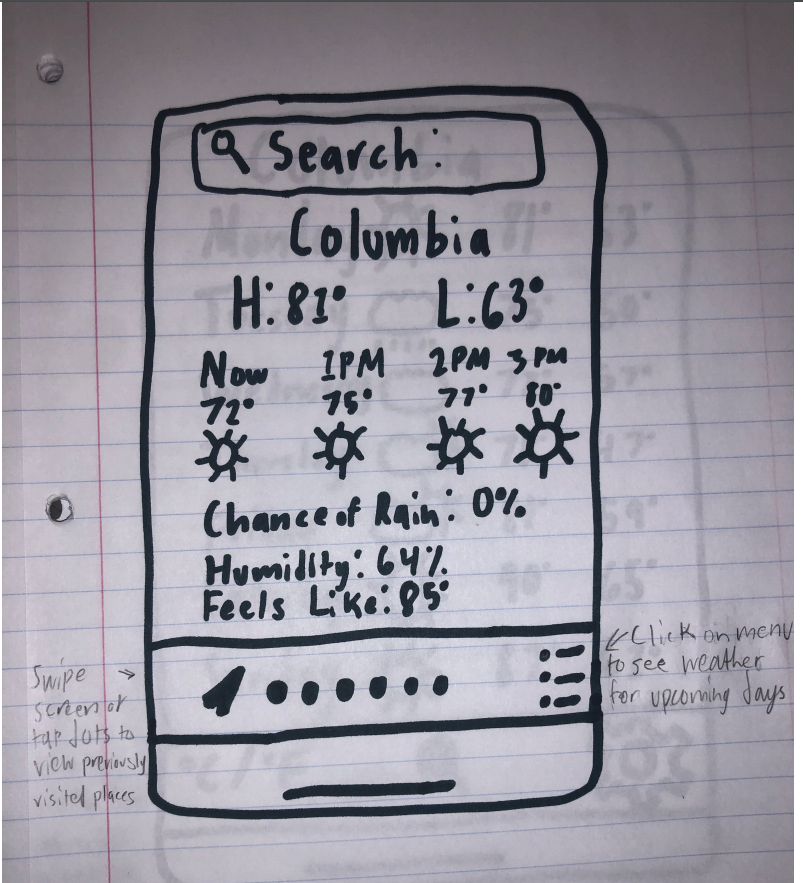 Search:
Columbia
H:81° L:63°
Now 1PM 2PM 3PM
72° 75° 77° 80°
Chance of Rain: 0%
Humidity: 64%
Feels Like: 85°
Swipe →
screen or
tap dots to
view previously
visited places
↙Click on menu
to see weather
for upcoming days